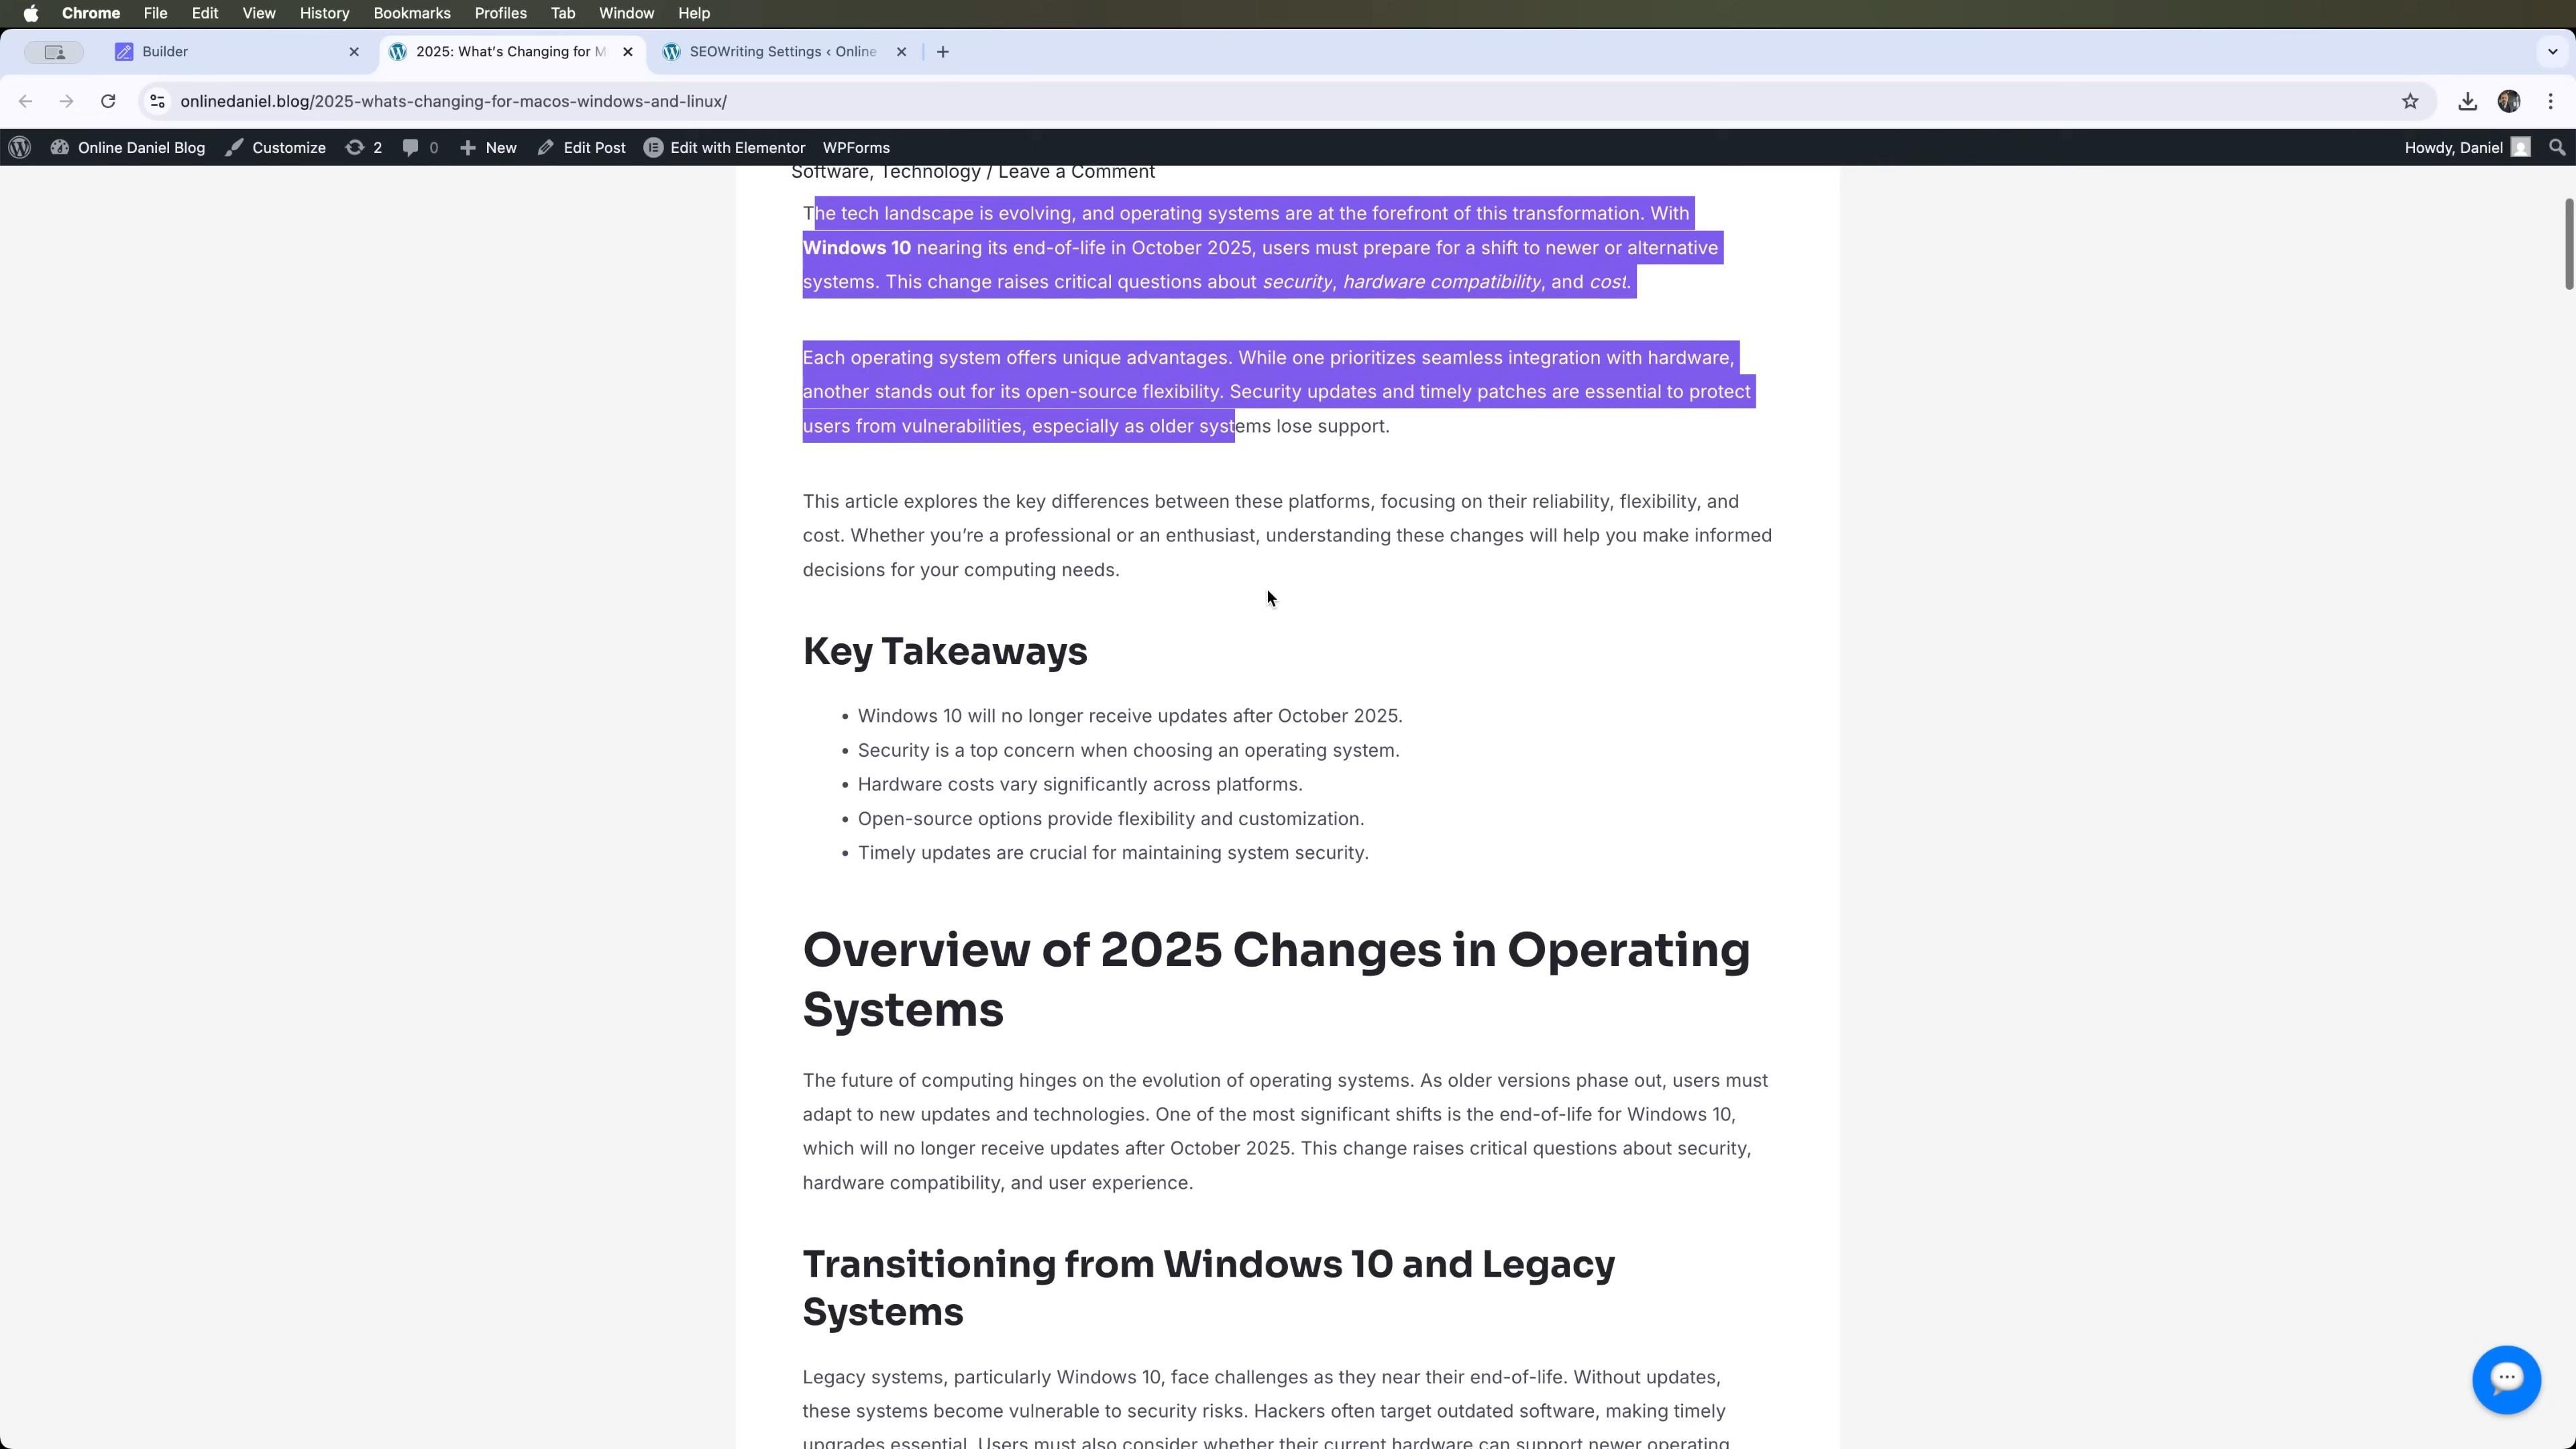 Chrome File Edit View History Bookmarks Profiles Tab Window Help
Builder 2025: What's Changing for M SEOWriting Settings ‹ Online
onlinedaniel.blog/2025-whats-changing-for-macos-windows-and-linux/
Online Daniel Blog Customize 2 0 New Edit Post Edit with Elementor WPForms Howdy, Daniel
Software, Technology / Leave a Comment
The tech landscape is evolving, and operating systems are at the forefront of this transformation. With
Windows 10 nearing its end-of-life in October 2025, users must prepare for a shift to newer or alternative
systems. This change raises critical questions about security, hardware compatibility, and cost.
Each operating system offers unique advantages. While one prioritizes seamless integration with hardware,
another stands out for its open-source flexibility. Security updates and timely patches are essential to protect
users from vulnerabilities, especially as older systems lose support.
This article explores the key differences between these platforms, focusing on their reliability, flexibility, and
cost. Whether you're a professional or an enthusiast, understanding these changes will help you make informed
decisions for your computing needs.
Key Takeaways
• Windows 10 will no longer receive updates after October 2025.
• Security is a top concern when choosing an operating system.
• Hardware costs vary significantly across platforms.
• Open-source options provide flexibility and customization.
• Timely updates are crucial for maintaining system security.
Overview of 2025 Changes in Operating
Systems
The future of computing hinges on the evolution of operating systems. As older versions phase out, users must
adapt to new updates and technologies. One of the most significant shifts is the end-of-life for Windows 10,
which will no longer receive updates after October 2025. This change raises critical questions about security,
hardware compatibility, and user experience.
Transitioning from Windows 10 and Legacy
Systems
Legacy systems, particularly Windows 10, face challenges as they near their end-of-life. Without updates,
these systems become vulnerable to security risks. Hackers often target outdated software, making timely
upgrades essential. Users must also consider whether their current hardware can support newer operating